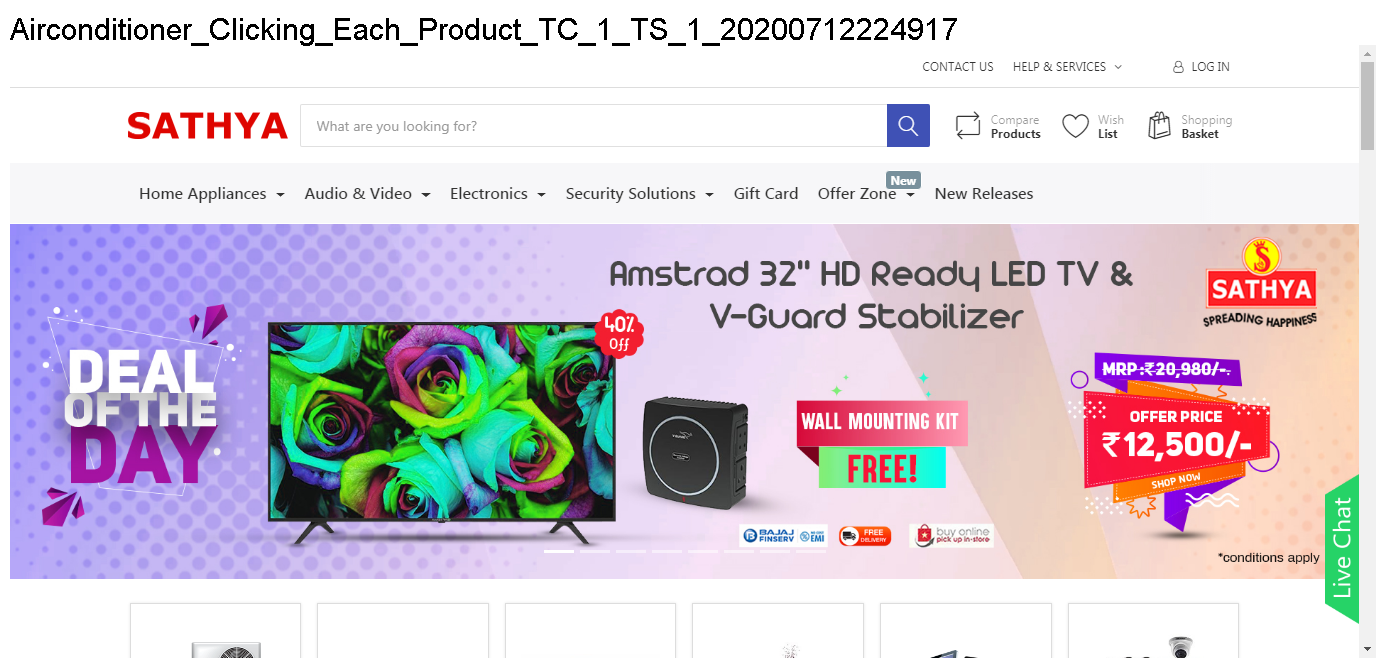 Airconditioner_Clicking_Each_Product_TC_1_TS_1_20200712224917
CONTACT US HELP & SERVICES LOG IN
SATHYA
What are you looking for?
Compare Products
Wish List
Shopping Basket
Home Appliances Audio & Video Electronics Security Solutions Gift Card Offer Zone New New Releases
Amstrad 32" HD Ready LED TV &
V-Guard Stabilizer
S
SATHYA
SPREADING HAPPINESS
DEAL
OF THE
DAY
40%
Off
WALL MOUNTING KIT
FREE!
MRP:₹20,980/-.
OFFER PRICE
₹12,500/-
SHOP NOW
BAJAJ
FINSERV
EMI
FREE
DELIVERY
buy online
pick up in-store
*conditions apply
Live Chat